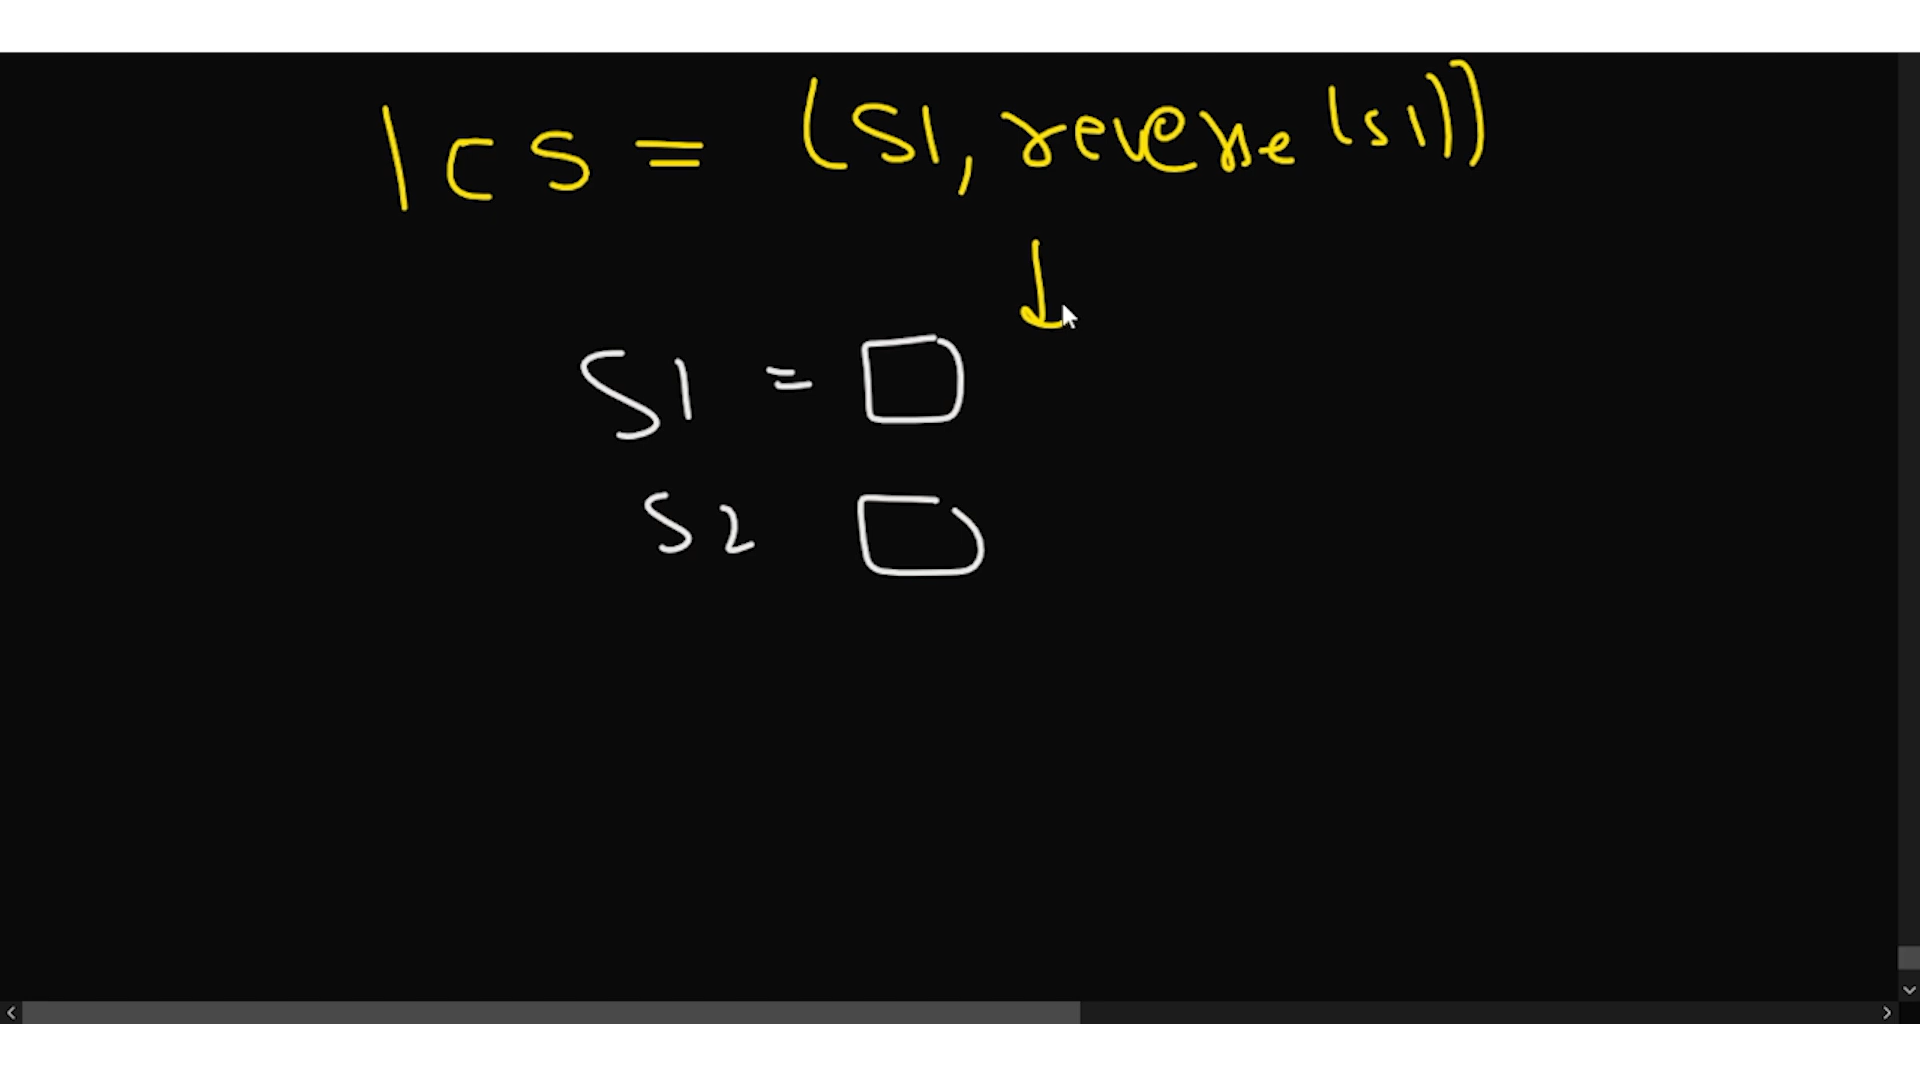 lcs = (S1, reverse(s1))
S1 =
S2